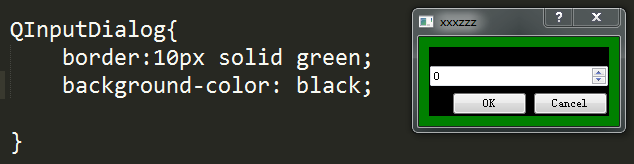 QInputDialog{
    border:10px solid green;
    background-color: black;
}
xxxzzz
?
x
0
OK
Cancel